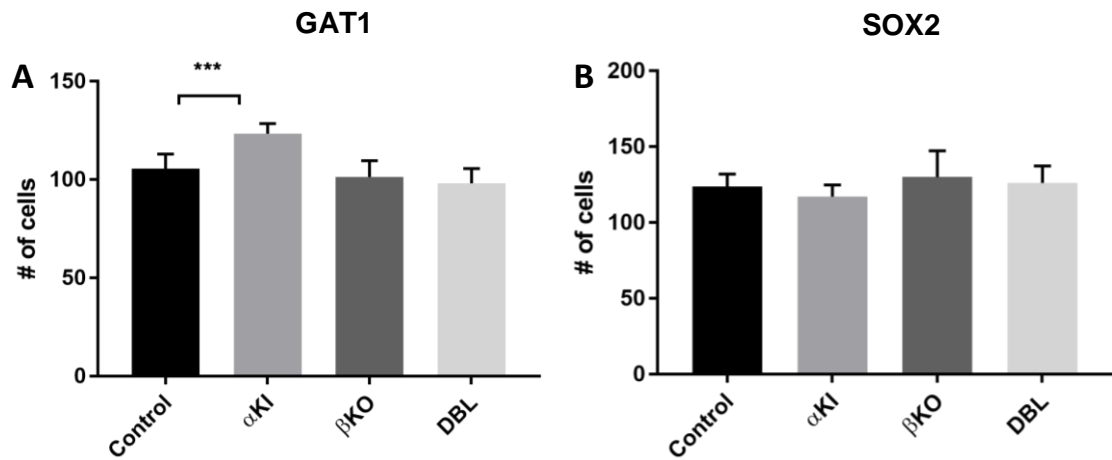 GAT1
A
***
150
100
50
0
# of cells
Control
αKI
βKO
DBL
SOX2
B
200
150
100
50
0
# of cells
Control
αKI
βKO
DBL